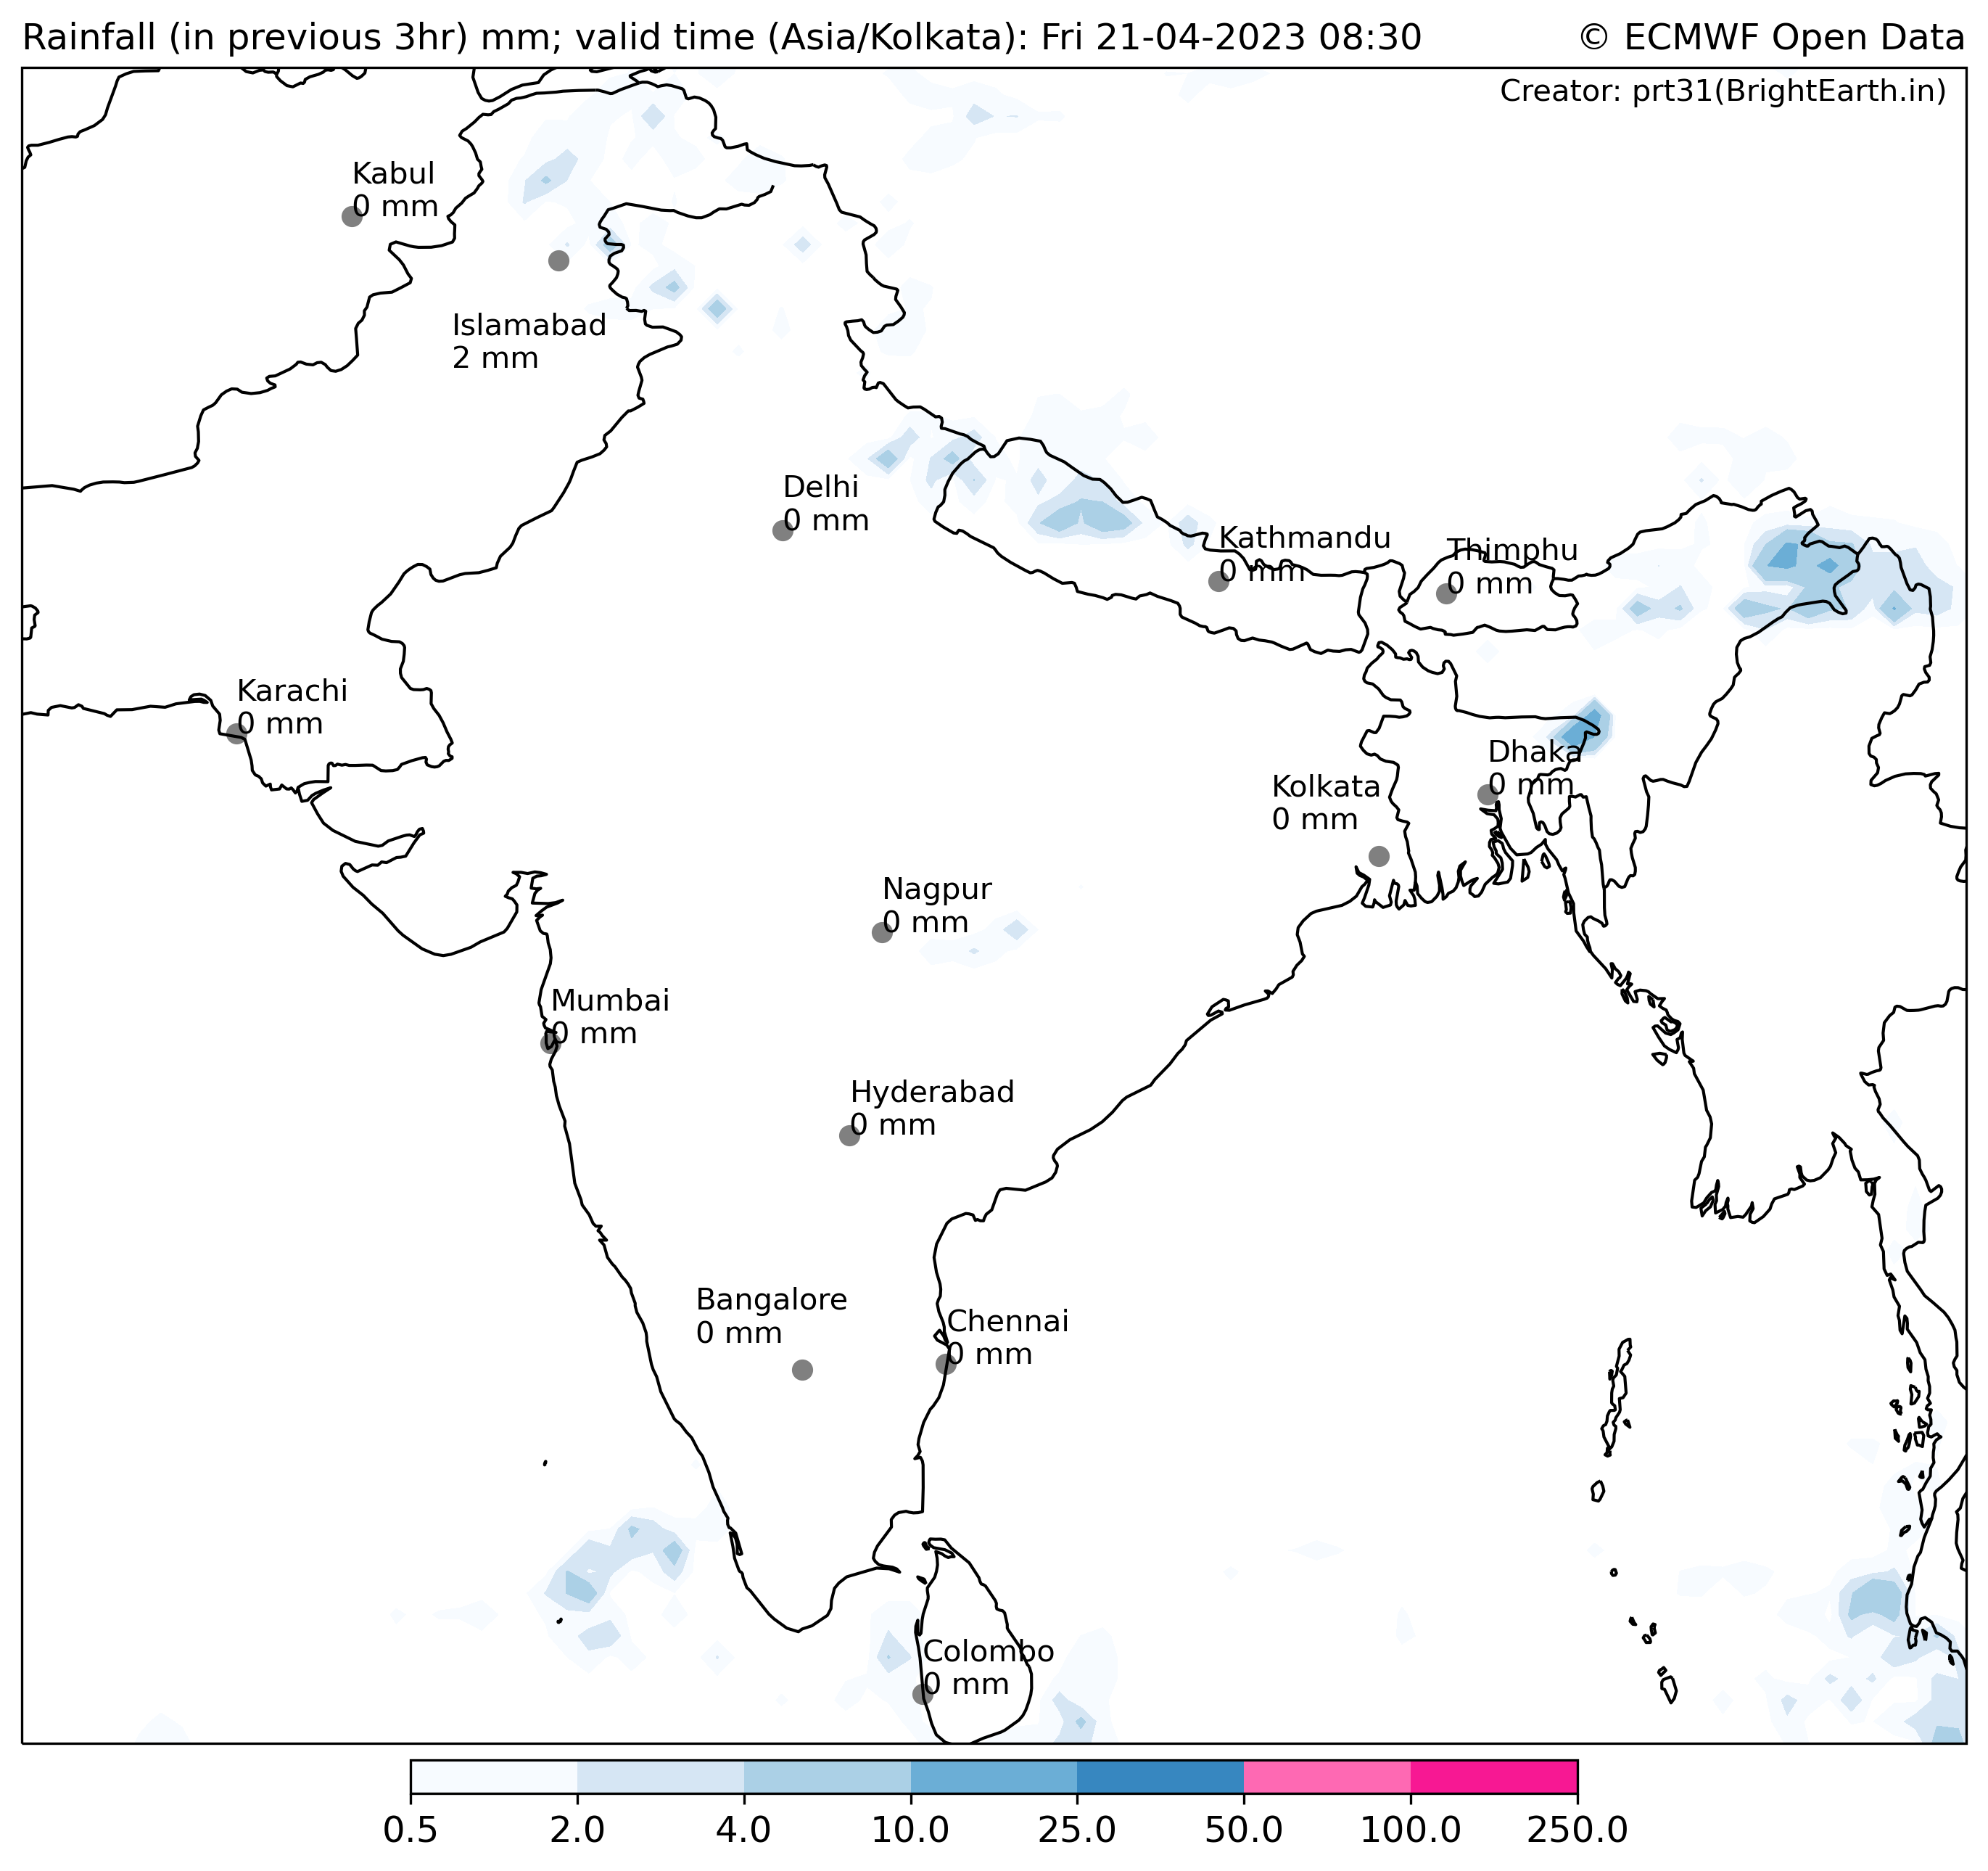 Rainfall (in previous 3hr) mm; valid time (Asia/Kolkata): Fri 21-04-2023 08:30
© ECMWF Open Data
Creator: prt31(BrightEarth.in)
Kabul
0 mm
Islamabad
2 mm
Delhi
0 mm
Kathmandu
0 mm
Thimphu
0 mm
Karachi
0 mm
Dhaka
0 mm
Kolkata
0 mm
Nagpur
0 mm
Mumbai
0 mm
Hyderabad
0 mm
Bangalore
0 mm
Chennai
0 mm
Colombo
0 mm
0.5 2.0 4.0 10.0 25.0 50.0 100.0 250.0